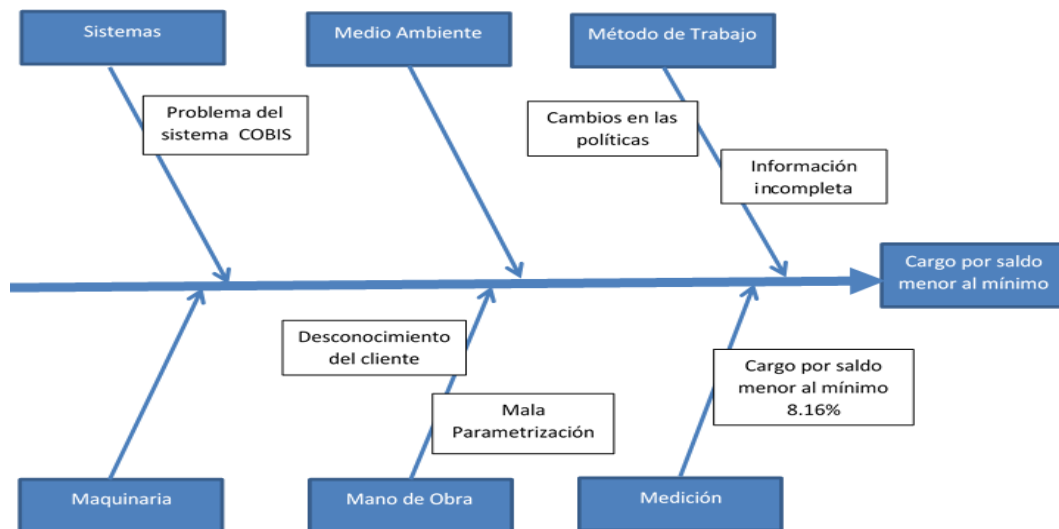 Sistemas
Medio Ambiente
Método de Trabajo
Problema del
sistema COBIS
Cambios en las
políticas
Información
incompleta
Cargo por saldo
menor al mínimo
Desconocimiento
del cliente
Mala
Parametrización
Cargo por saldo
menor al mínimo
8.16%
Maquinaria
Mano de Obra
Medición